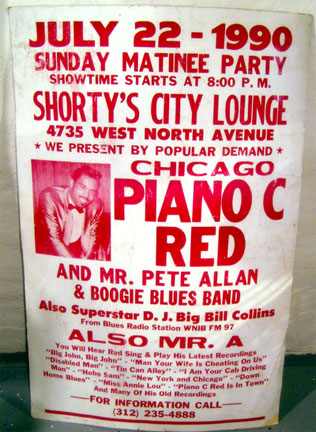 JULY 22 - 1990
SUNDAY MATINEE PARTY
SHOWTIME STARTS AT 8:00 P. M.
SHORTY'S CITY LOUNGE
4735 WEST NORTH AVENUE
★ WE PRESENT BY POPULAR DEMAND ★
CHICAGO
PIANO C
RED
AND MR. PETE ALLAN
& BOOGIE BLUES BAND
Also Superstar D. J. Big Bill Collins
From Blues Radio Station WNIB FM 97
ALSO MR. A
You Will Hear Red Sing & Play His Latest Recordings
"Big John, Big John" - "Man Your Wife is Cheating On Us"
"Disabled Man" - "Tin Can Alley" - "I Am Your Cab Driving
Man" - "Hobo Sam" - "New York and Chicago" - "Down
Home Blues" - "Miss Annie Lou" - "Piano C Red Is In Town"
And Many Of His Old Recordings
—FOR INFORMATION CALL—
(312) 235-4888